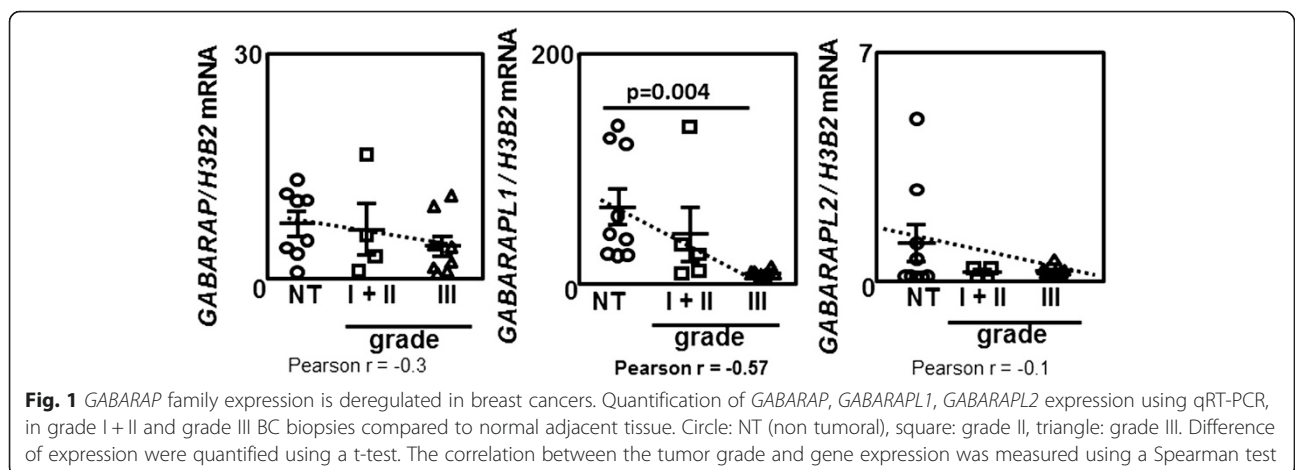 30
GABARAP/H3B2 mRNA
0
NT
I + II
III
grade
Pearson r = -0.3
200
GABARAPL1/H3B2 mRNA
p=0.004
0
NT
I + II
III
grade
Pearson r = -0.57
7
GABARAPL2/H3B2 mRNA
0
NT
I + II
III
grade
Pearson r = -0.1
Fig. 1 GABARAP family expression is deregulated in breast cancers. Quantification of GABARAP, GABARAPL1, GABARAPL2 expression using qRT-PCR,
in grade I + II and grade III BC biopsies compared to normal adjacent tissue. Circle: NT (non tumoral), square: grade II, triangle: grade III. Difference
of expression were quantified using a t-test. The correlation between the tumor grade and gene expression was measured using a Spearman test